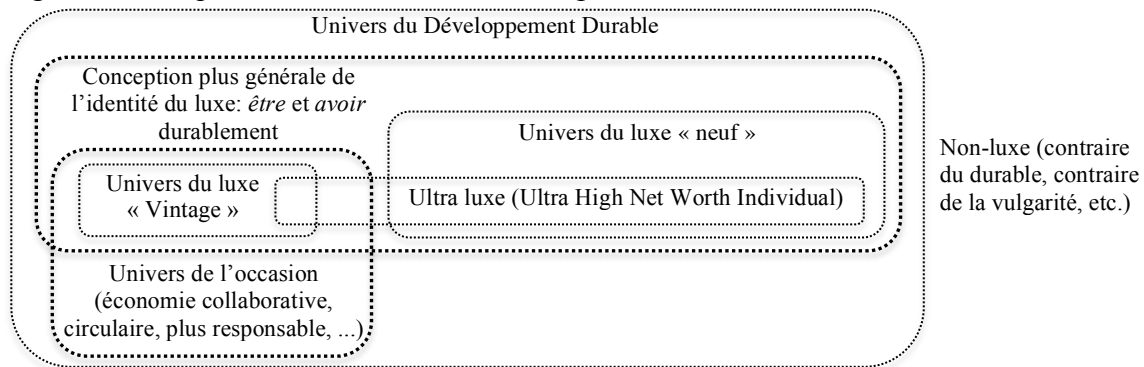 Univers du Développement Durable
Conception plus générale de
l’identité du luxe: être et avoir
durablement
Univers du luxe « neuf »
Non-luxe (contraire
du durable, contraire
de la vulgarité, etc.)
Univers du luxe
« Vintage »
Ultra luxe (Ultra High Net Worth Individual)
Univers de l’occasion
(économie collaborative,
circulaire, plus responsable, ...)